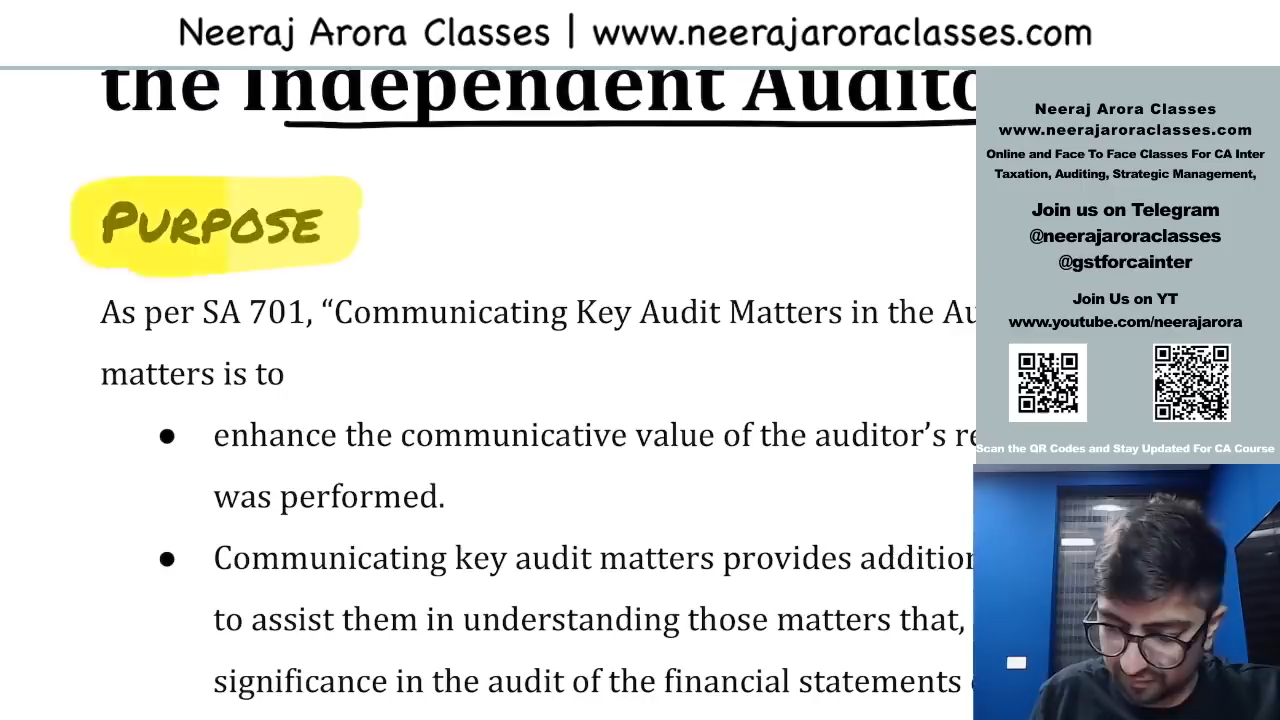 Neeraj Arora Classes | www.neerajaroraclasses.com
the Independent Audito
PURPOSE
As per SA 701, “Communicating Key Audit Matters in the Au
matters is to
● enhance the communicative value of the auditor’s re
was performed.
● Communicating key audit matters provides addition
to assist them in understanding those matters that,
significance in the audit of the financial statements
Neeraj Arora Classes
www.neerajaroraclasses.com
Online and Face To Face Classes For CA Inter
Taxation, Auditing, Strategic Management,
Join us on Telegram
@neerajaroraclasses
@gstforcainter
Join Us on YT
www.youtube.com/neerajarora
Scan the QR Codes and Stay Updated For CA Course